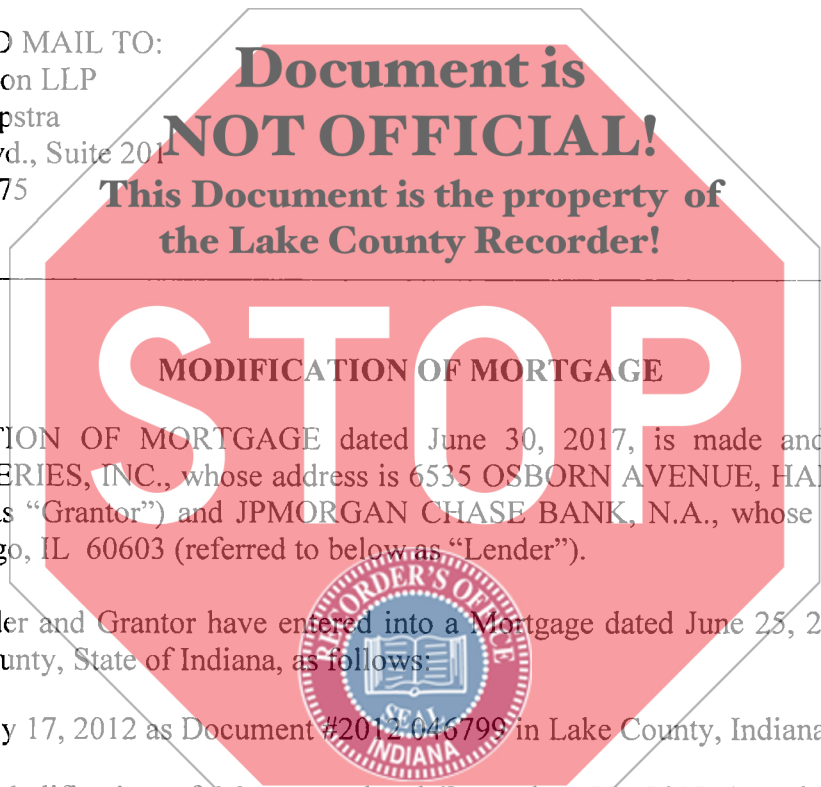 D MAIL TO:
on LLP
pstra
d., Suite 201
75
Document is
NOT OFFICIAL!
This Document is the property of
the Lake County Recorder!
STOP
MODIFICATION OF MORTGAGE
TION OF MORTGAGE dated June 30, 2017, is made and
ERIES, INC., whose address is 6535 OSBORN AVENUE, HA
s “Grantor”) and JPMORGAN CHASE BANK, N.A., whose
go, IL 60603 (referred to below as “Lender”).
er and Grantor have entered into a Mortgage dated June 25, 2
unty, State of Indiana, as follows:
y 17, 2012 as Document #2012 046799 in Lake County, Indiana
RECORDER'S OFFICE
SEAL
INDIANA